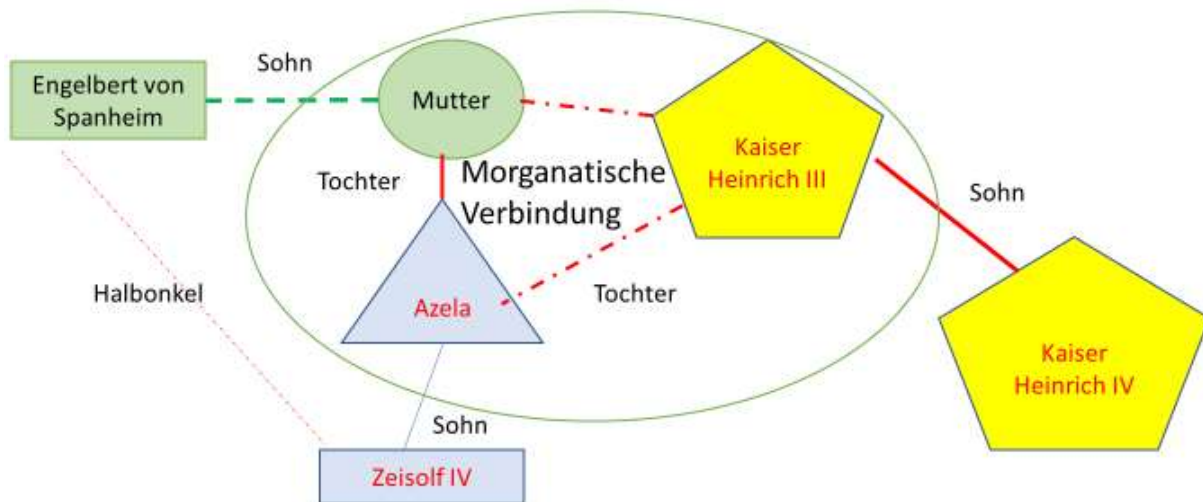 Sohn
Engelbert von
Spanheim
Mutter
Kaiser
Heinrich III
Tochter
Morganatische
Verbindung
Sohn
Halbonkel
Azela
Tochter
Kaiser
Heinrich IV
Sohn
Zeisolf IV